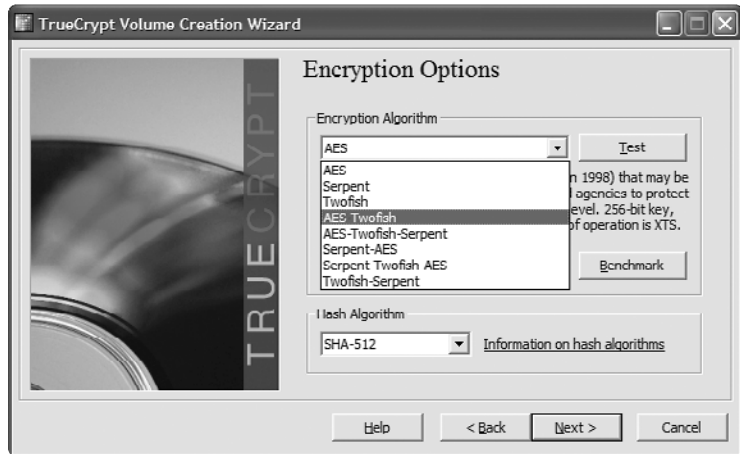 TrueCrypt Volume Creation Wizard
TRUECRYPT
Encryption Options
Encryption Algorithm
AES
Test
AES
Serpent
Twofish
AES-Twofish
AES-Twofish-Serpent
Serpent-AES
Serpent-Twofish-AES
Twofish-Serpent
n 1998) that may be
agencies to protect
evel. 256-bit key,
of operation is XTS.
Benchmark
Hash Algorithm
SHA-512
Information on hash algorithms
Help
< Back
Next >
Cancel